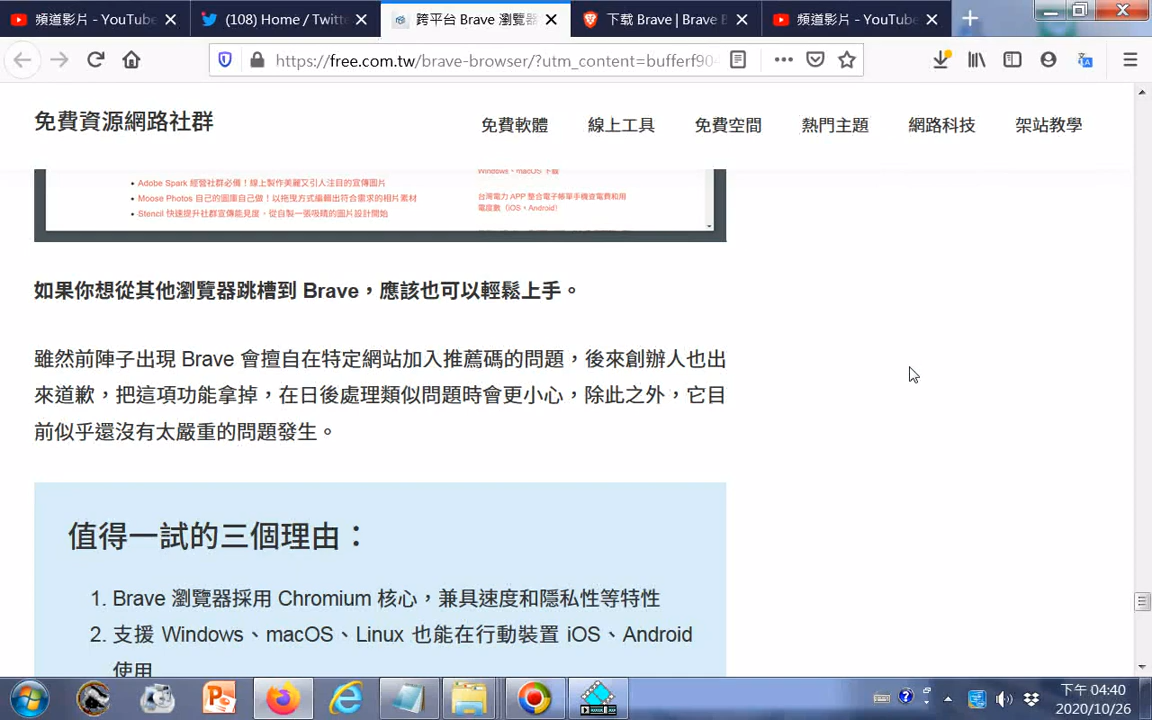 頻道影片 - YouTube
(108) Home / Twitte
跨平台 Brave 瀏覽器
下載 Brave | Brave B
頻道影片 - YouTube
https://free.com.tw/brave-browser/?utm_content=bufferf90
免費資源網路社群
免費軟體
線上工具
免費空間
熱門主題
網路科技
架站教學
Adobe Spark 經營社群必備！線上製作美麗又引人注目的宣傳圖片
Moose Photos 自己的圖庫自己做！以拖曳方式編輯出符合需求的相片素材
Stencil 快速提升社群宣傳能見度，從自製一張吸睛的圖片設計開始
Windows、macOS 下載
台灣電力 APP 整合電子帳單手機查電費和用
電度數（iOS、Android）
如果你想從其他瀏覽器跳槽到 Brave，應該也可以輕鬆上手。
雖然前陣子出現 Brave 會擅自在特定網站加入推薦碼的問題，後來創辦人也出
來道歉，把這項功能拿掉，在日後處理類似問題時會更小心，除此之外，它目
前似乎還沒有太嚴重的問題發生。
值得一試的三個理由：
1. Brave 瀏覽器採用 Chromium 核心，兼具速度和隱私性等特性
2. 支援 Windows、macOS、Linux 也能在行動裝置 iOS、Android
使用
下午 04:40
2020/10/26